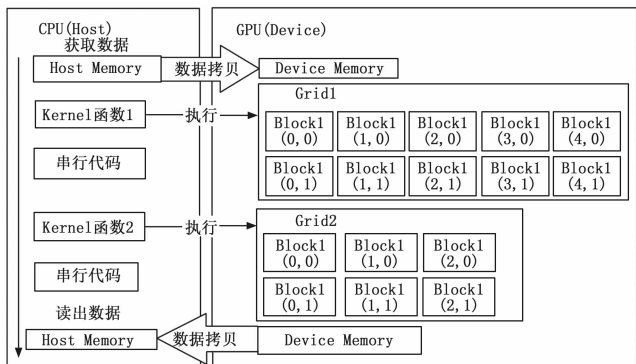 CPU(Host)
GPU(Device)
获取数据
Host Memory
数据拷贝
Device Memory
Grid1
Kernel函数1
执行
Block1 Block1 Block1 Block1 Block1
(0,0) (1,0) (2,0) (3,0) (4,0)
串行代码
Block1 Block1 Block1 Block1 Block1
(0,1) (1,1) (2,1) (3,1) (4,1)
Kernel函数2
执行
Grid2
Block1 Block1 Block1
(0,0) (1,0) (2,0)
串行代码
Block1 Block1 Block1
(0,1) (1,1) (2,1)
读出数据
Host Memory
数据拷贝
Device Memory